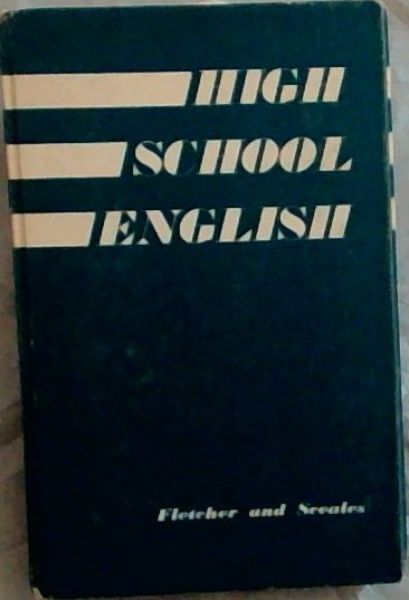 HIGH
SCHOOL
ENGLISH
Fletcher and Sceales